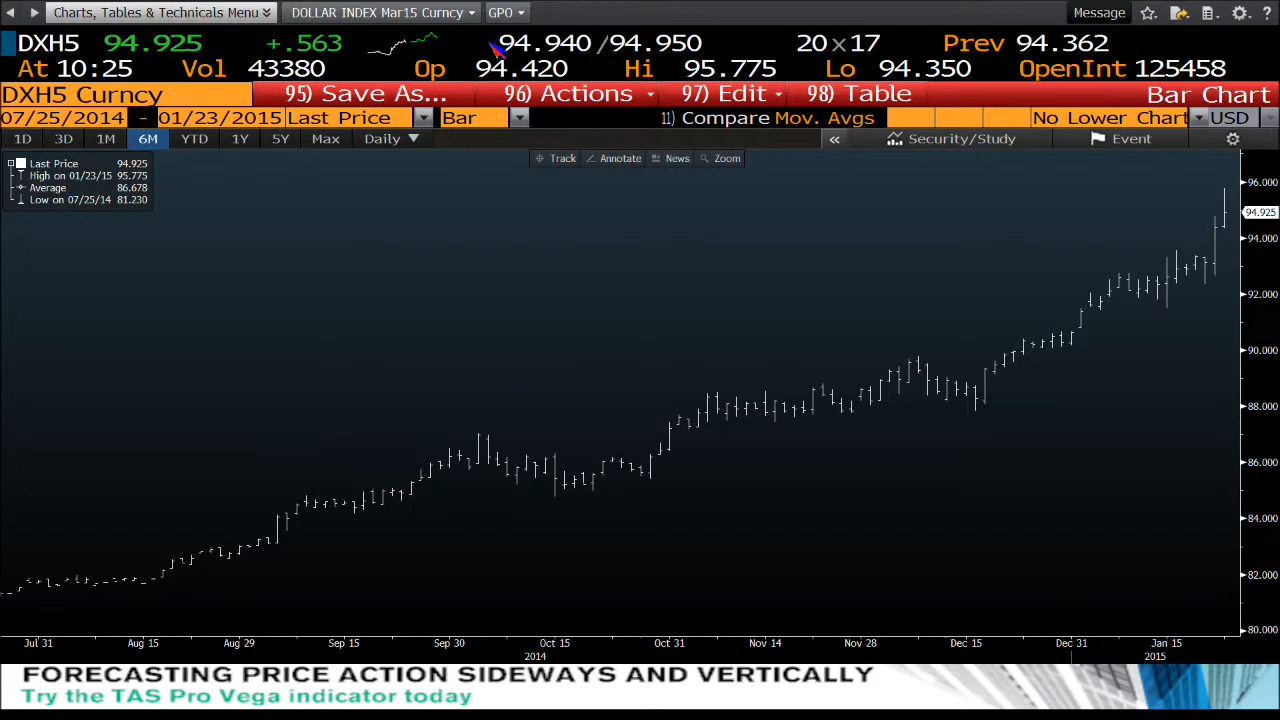 Charts, Tables & Technicals Menu DOLLAR INDEX Mar15 Curncy GPO Message ?
DXH5 94.925 +.563 94.940 /94.950 20x17 Prev 94.362
At 10:25 Vol 43380 Op 94.420 Hi 95.775 Lo 94.350 OpenInt 125458
DXH5 Curncy 95) Save As... 96) Actions 97) Edit 98) Table Bar Chart
07/25/2014 - 01/23/2015 Last Price Bar 11) Compare Mov. Avgs No Lower Chart USD
1D 3D 1M 6M YTD 1Y 5Y Max Daily « Security/Study Event
Track Annotate News Zoom
Last Price 94.925
High on 01/23/15 95.775
Average 86.678
Low on 07/25/14 81.230
96.000
94.925
94.000
92.000
90.000
88.000
86.000
84.000
82.000
80.000
Jul 31 Aug 15 Aug 29 Sep 15 Sep 30 Oct 15 Oct 31 Nov 14 Nov 28 Dec 15 Dec 31 Jan 15
2014 2015
FORECASTING PRICE ACTION SIDEWAYS AND VERTICALLY
Try the TAS Pro Vega indicator today